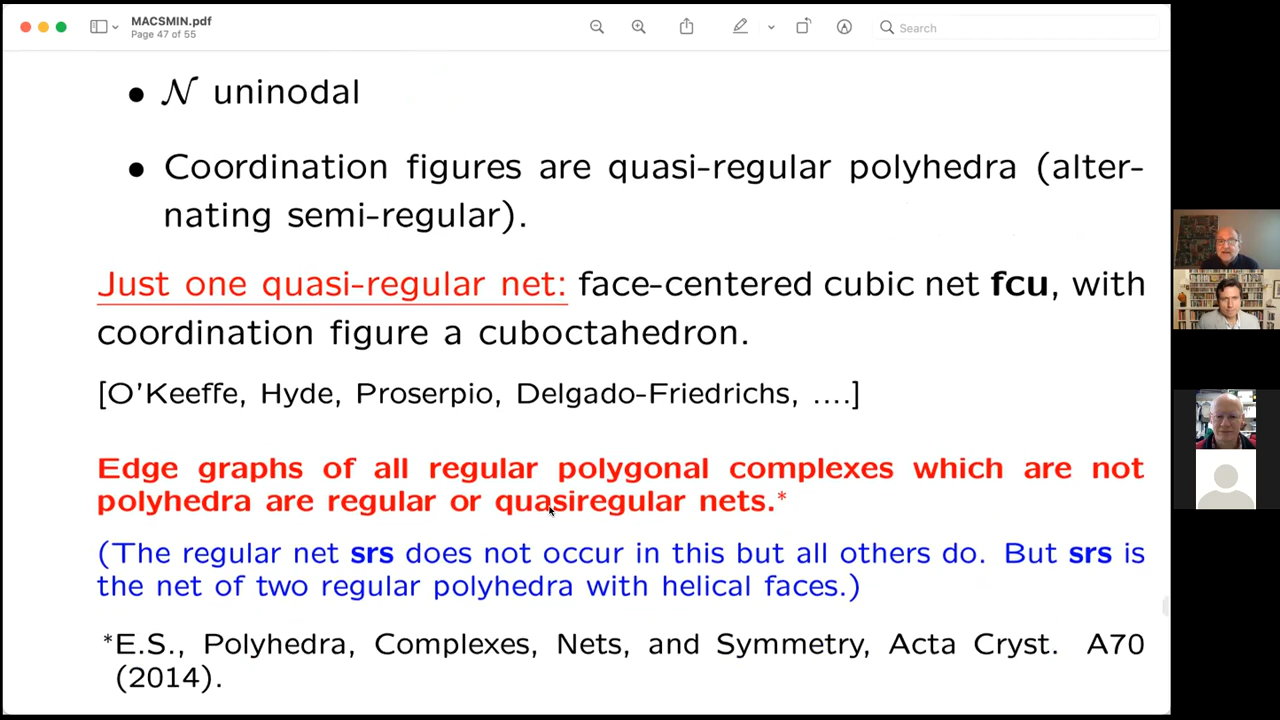 MACSMIN.pdf
Page 47 of 55
Search
• 𝒩 uninodal
• Coordination figures are quasi-regular polyhedra (alter-
nating semi-regular).
Just one quasi-regular net: face-centered cubic net fcu, with
coordination figure a cuboctahedron.
[O'Keeffe, Hyde, Proserpio, Delgado-Friedrichs, ....]
Edge graphs of all regular polygonal complexes which are not
polyhedra are regular or quasiregular nets.*
(The regular net srs does not occur in this but all others do. But srs is
the net of two regular polyhedra with helical faces.)
*E.S., Polyhedra, Complexes, Nets, and Symmetry, Acta Cryst. A70
(2014).